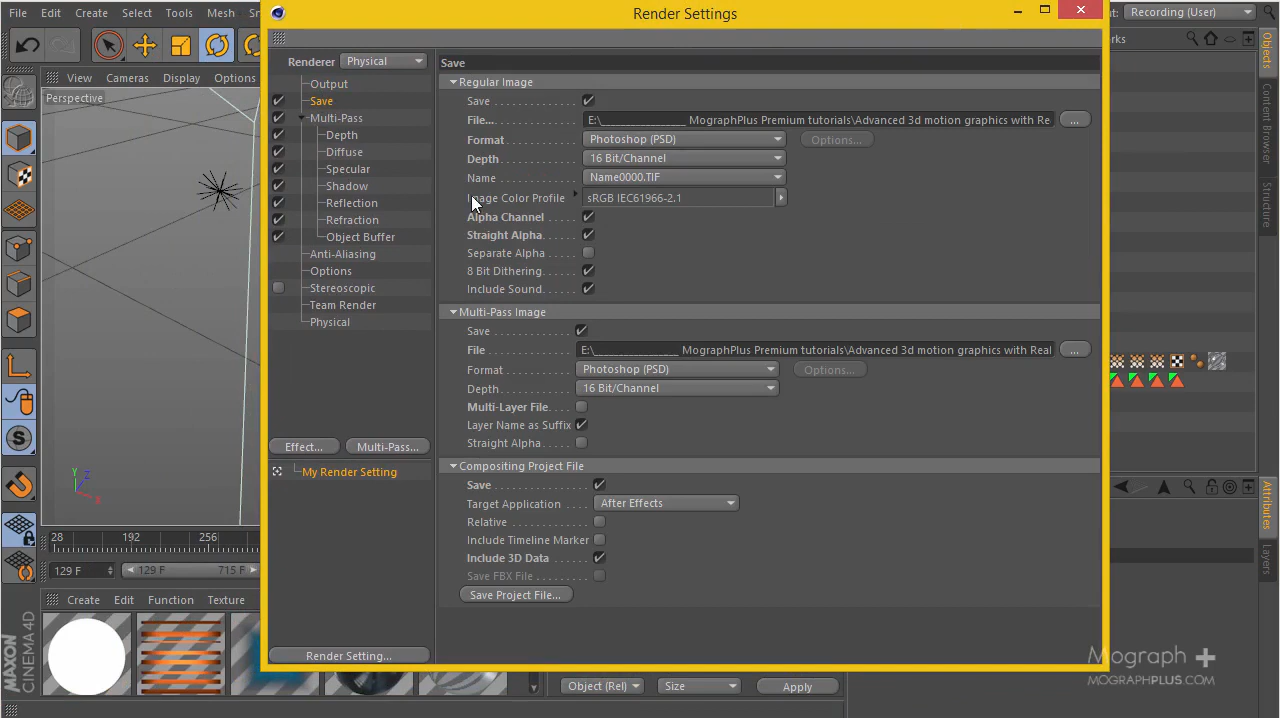 File Edit Create Select Tools Mesh
Render Settings
Recording (User)
Renderer Physical
Save
View Cameras Display Options
Perspective
Output
Save
Multi-Pass
Depth
Diffuse
Specular
Shadow
Reflection
Refraction
Object Buffer
Anti-Aliasing
Options
Stereoscopic
Team Render
Physical
Effect... Multi-Pass...
My Render Setting
Render Setting...
Regular Image
Save
File... E:\________________ MographPlus Premium tutorials\Advanced 3d motion graphics with Re ...
Format Photoshop (PSD) Options...
Depth 16 Bit/Channel
Name Name0000.TIF
Image Color Profile sRGB IEC61966-2.1
Alpha Channel
Straight Alpha
Separate Alpha
8 Bit Dithering
Include Sound
Multi-Pass Image
Save
File E:\________________ MographPlus Premium tutorials\Advanced 3d motion graphics with Real ...
Format Photoshop (PSD) Options...
Depth 16 Bit/Channel
Multi-Layer File
Layer Name as Suffix
Straight Alpha
Compositing Project File
Save
Target Application After Effects
Relative
Include Timeline Marker
Include 3D Data
Save FBX File
Save Project File...
Objects
Content Browser
Structure
Attributes
Layers
Y Z X
28 192 256
129 F 129 F 715 F
Create Edit Function Texture
MAXON
CINEMA 4D
Object (Rel) Size Apply
Mograph +
MOGRAPHPLUS.COM